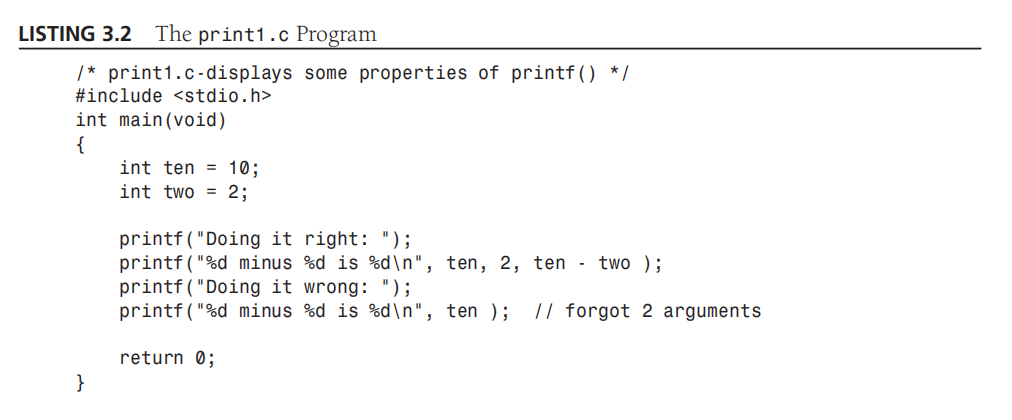 LISTING 3.2 The print1.c Program
/* print1.c-displays some properties of printf() */
#include <stdio.h>
int main(void)
{
    int ten = 10;
    int two = 2;

    printf("Doing it right: ");
    printf("%d minus %d is %d\n", ten, 2, ten - two );
    printf("Doing it wrong: ");
    printf("%d minus %d is %d\n", ten );  // forgot 2 arguments

    return 0;
}